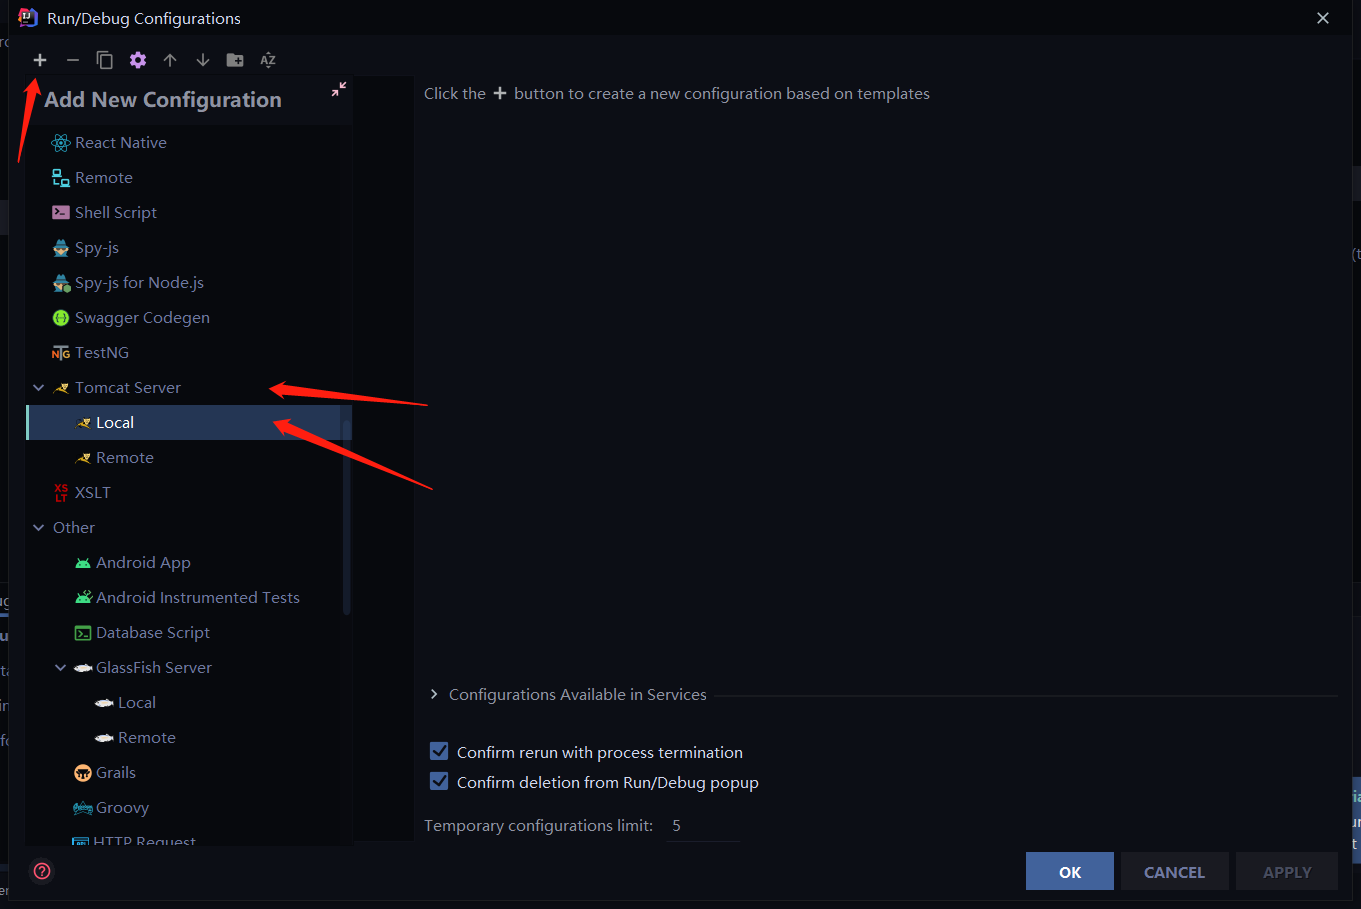 Run/Debug Configurations
Add New Configuration
Click the + button to create a new configuration based on templates
React Native
Remote
Shell Script
Spy-js
Spy-js for Node.js
Swagger Codegen
TestNG
Tomcat Server
Local
Remote
XSLT
Other
Android App
Android Instrumented Tests
Database Script
GlassFish Server
Local
Remote
Grails
Groovy
HTTP Request
Configurations Available in Services
Confirm rerun with process termination
Confirm deletion from Run/Debug popup
Temporary configurations limit: 5
OK
CANCEL
APPLY